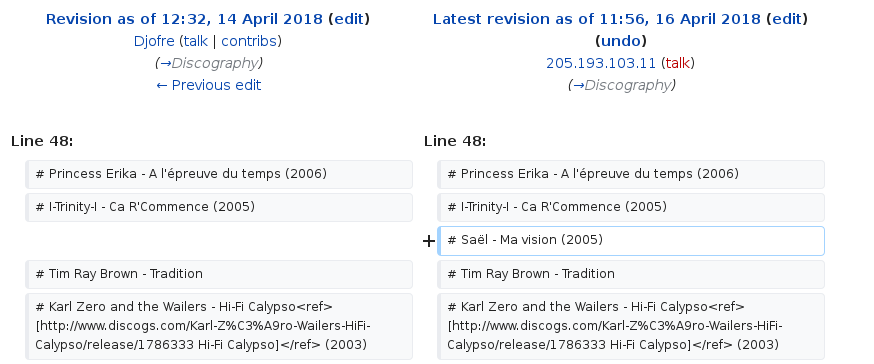 Revision as of 12:32, 14 April 2018 (edit)
Djofre (talk | contribs)
(→Discography)
← Previous edit
Latest revision as of 11:56, 16 April 2018 (edit)
(undo)
205.193.103.11 (talk)
(→Discography)
Line 48:
Line 48:
# Princess Erika - A l'épreuve du temps (2006)
# Princess Erika - A l'épreuve du temps (2006)
# I-Trinity-I - Ca R'Commence (2005)
# I-Trinity-I - Ca R'Commence (2005)
+ # Saël - Ma vision (2005)
# Tim Ray Brown - Tradition
# Tim Ray Brown - Tradition
# Karl Zero and the Wailers - Hi-Fi Calypso<ref>
[http://www.discogs.com/Karl-Z%C3%A9ro-Wailers-HiFi-
Calypso/release/1786333 Hi-Fi Calypso]</ref> (2003)
# Karl Zero and the Wailers - Hi-Fi Calypso<ref>
[http://www.discogs.com/Karl-Z%C3%A9ro-Wailers-HiFi-
Calypso/release/1786333 Hi-Fi Calypso]</ref> (2003)